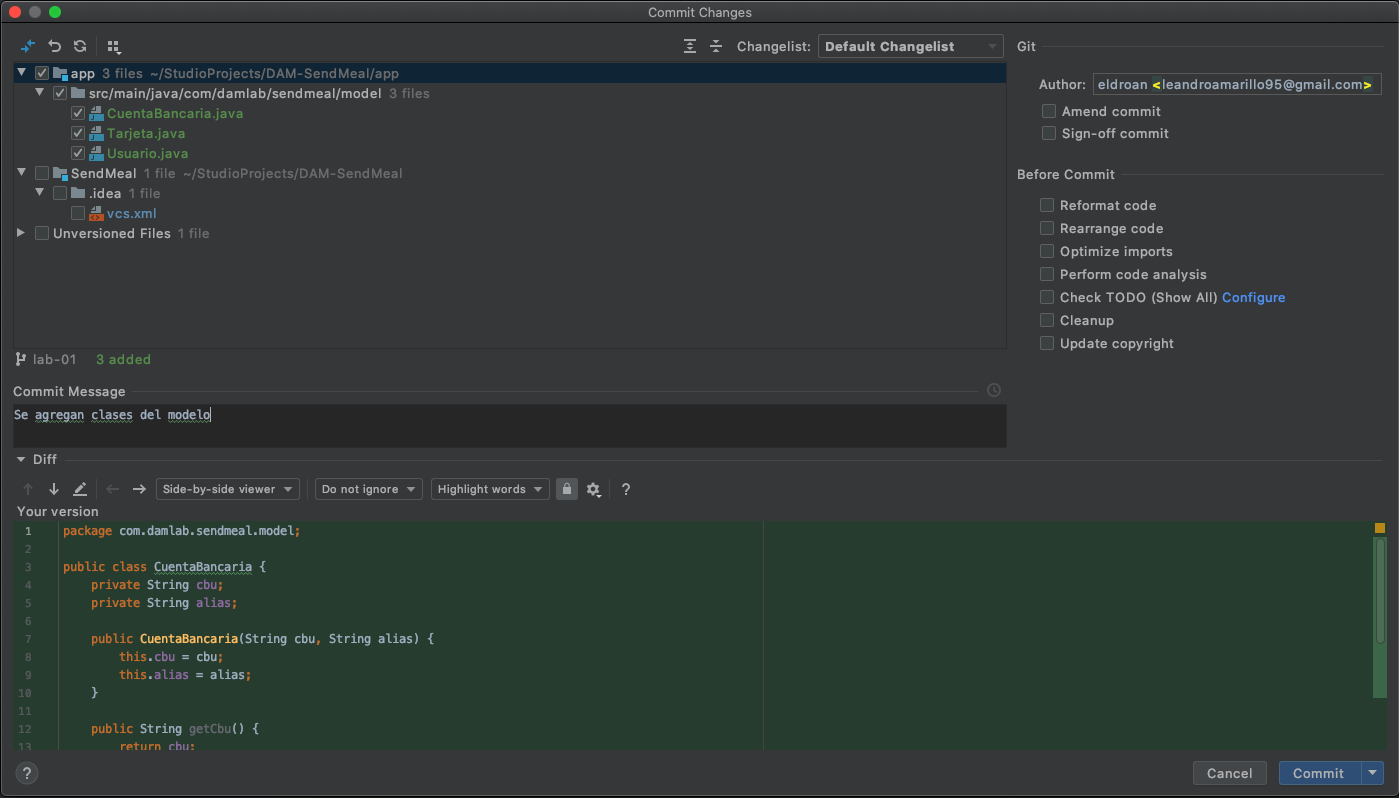 Commit Changes
Changelist: Default Changelist
Git
app 3 files ~/StudioProjects/DAM-SendMeal/app
src/main/java/com/damlab/sendmeal/model 3 files
CuentaBancaria.java
Tarjeta.java
Usuario.java
SendMeal 1 file ~/StudioProjects/DAM-SendMeal
.idea 1 file
vcs.xml
Unversioned Files 1 file
Author: eldroan <leandroamarillo95@gmail.com>
Amend commit
Sign-off commit
Before Commit
Reformat code
Rearrange code
Optimize imports
Perform code analysis
Check TODO (Show All) Configure
Cleanup
Update copyright
lab-01 3 added
Commit Message
Se agregan clases del modelo
Diff
Side-by-side viewer Do not ignore Highlight words ?
Your version
1 package com.damlab.sendmeal.model;
2
3 public class CuentaBancaria {
4 private String cbu;
5 private String alias;
6
7 public CuentaBancaria(String cbu, String alias) {
8 this.cbu = cbu;
9 this.alias = alias;
10 }
11
12 public String getCbu() {
13 return cbu;
? Cancel Commit